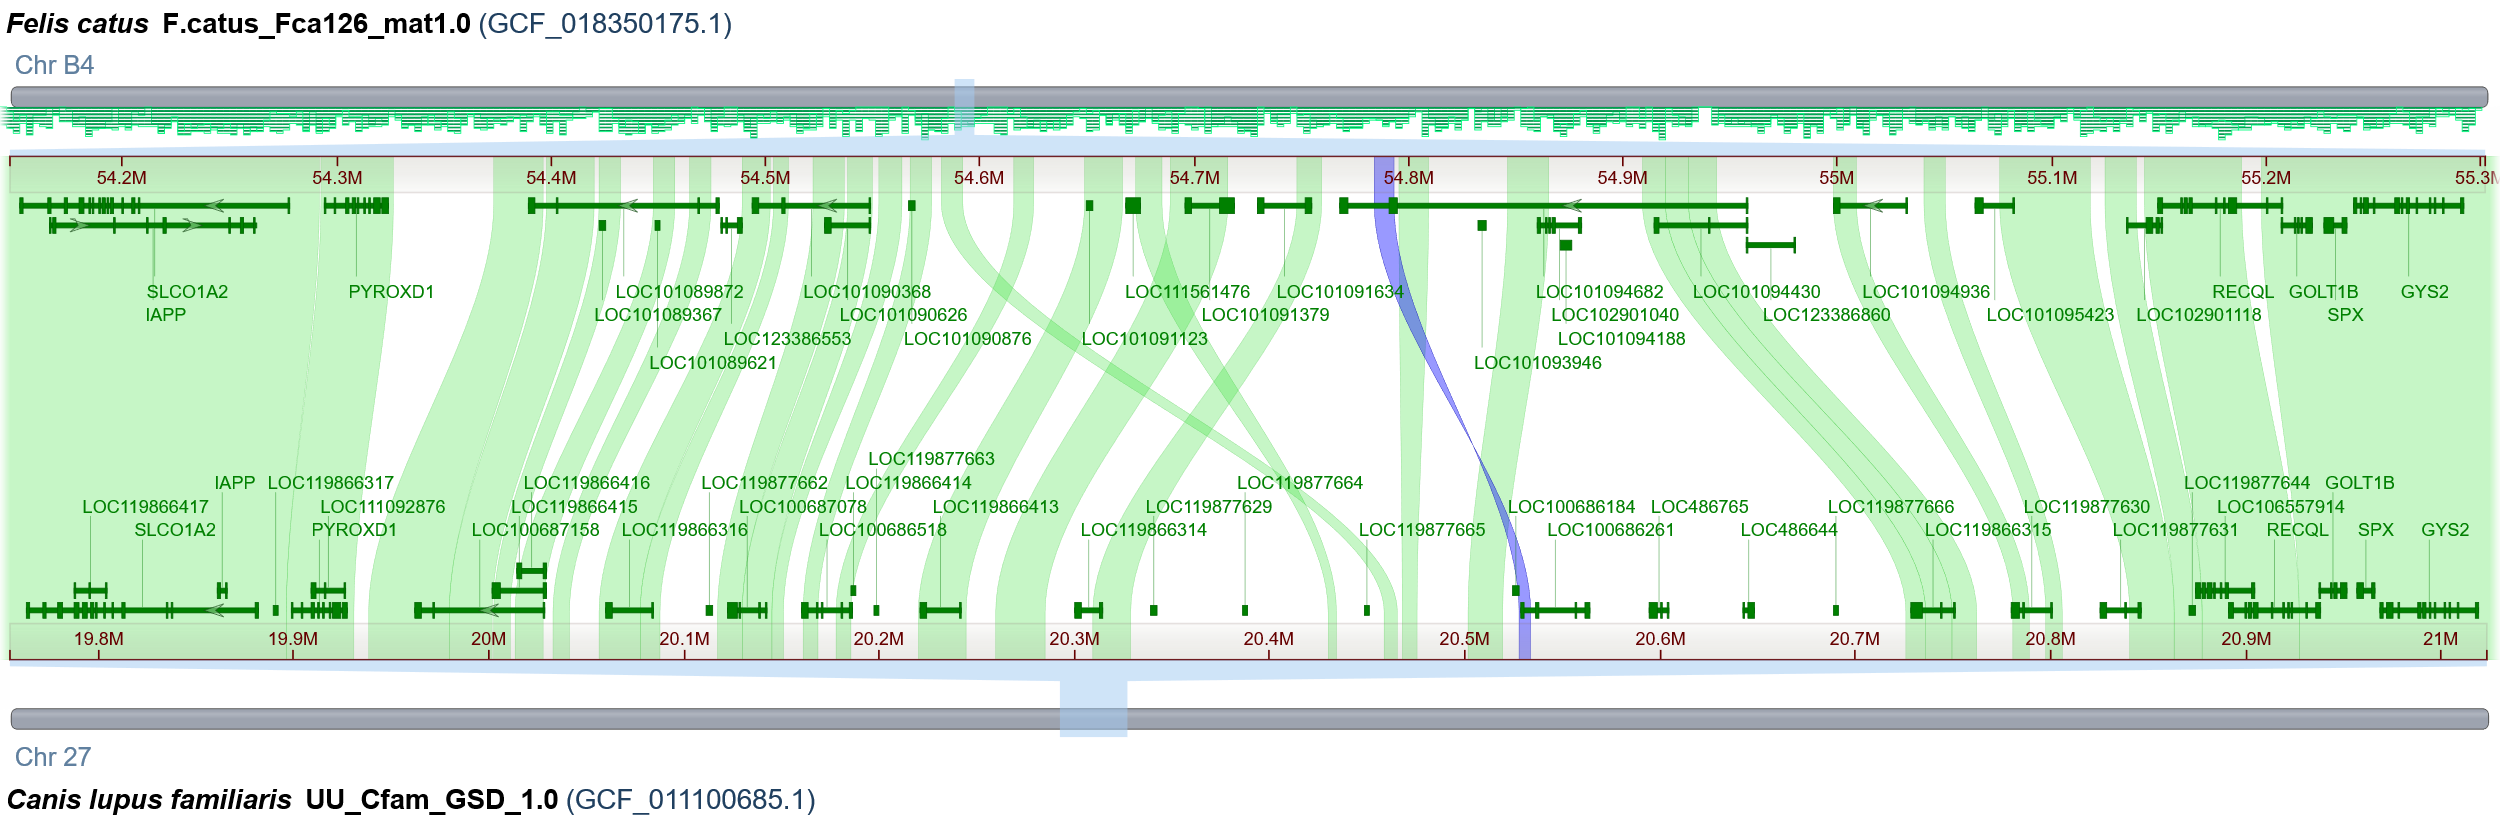 Felis catus F.catus_Fca126_mat1.0 (GCF_018350175.1)
Chr B4
54.2M 54.3M 54.4M 54.5M 54.6M 54.7M 54.8M 54.9M 55M 55.1M 55.2M 55.3M
SLCO1A2 PYROXD1 LOC101089872 LOC101090368 LOC111561476 LOC101091634 LOC101094682 LOC101094430 LOC101094936 RECQL GOLT1B GYS2
IAPP LOC101089367 LOC101090626 LOC101091379 LOC102901040 LOC123386860 LOC101095423 LOC102901118 SPX
LOC123386553 LOC101090876 LOC101091123 LOC101094188
LOC101089621 LOC101093946
LOC119877663
IAPP LOC119866317 LOC119866416 LOC119877662 LOC119866414 LOC119877664 LOC119877644 GOLT1B
LOC119866417 LOC111092876 LOC119866415 LOC100687078 LOC119866413 LOC119877629 LOC100686184 LOC486765 LOC119877666 LOC119877630 LOC106557914
SLCO1A2 PYROXD1 LOC100687158 LOC119866316 LOC100686518 LOC119866314 LOC119877665 LOC100686261 LOC486644 LOC119866315 LOC119877631 RECQL SPX GYS2
19.8M 19.9M 20M 20.1M 20.2M 20.3M 20.4M 20.5M 20.6M 20.7M 20.8M 20.9M 21M
Chr 27
Canis lupus familiaris UU_Cfam_GSD_1.0 (GCF_011100685.1)